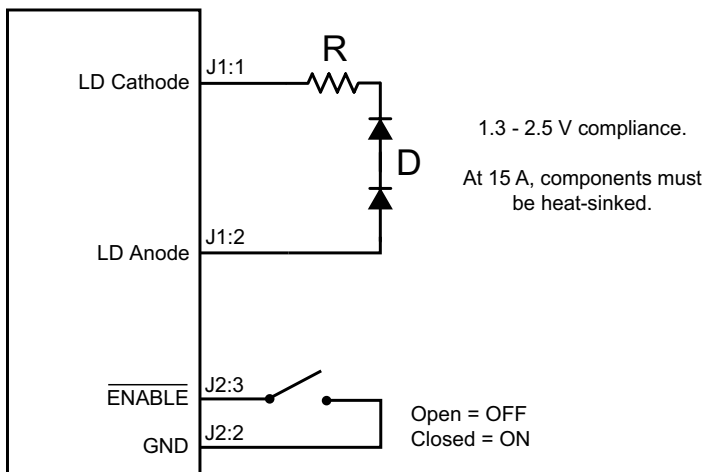 R
LD Cathode
J1:1
1.3 - 2.5 V compliance.
D
At 15 A, components must
be heat-sinked.
J1:2
LD Anode
J2:3
ENABLE
Open = OFF
J2:2
GND
Closed = ON